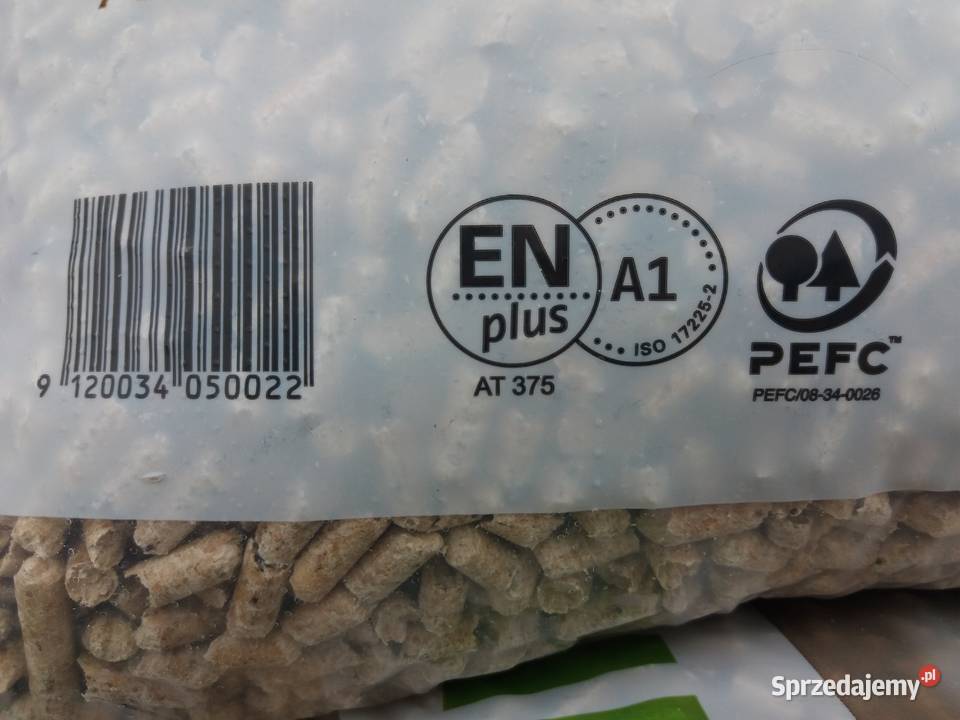 9 120034 050022
EN
plus
A1
ISO 17225-2
AT 375
PEFC™
PEFC/08-34-0026
Sprzedajemy.pl